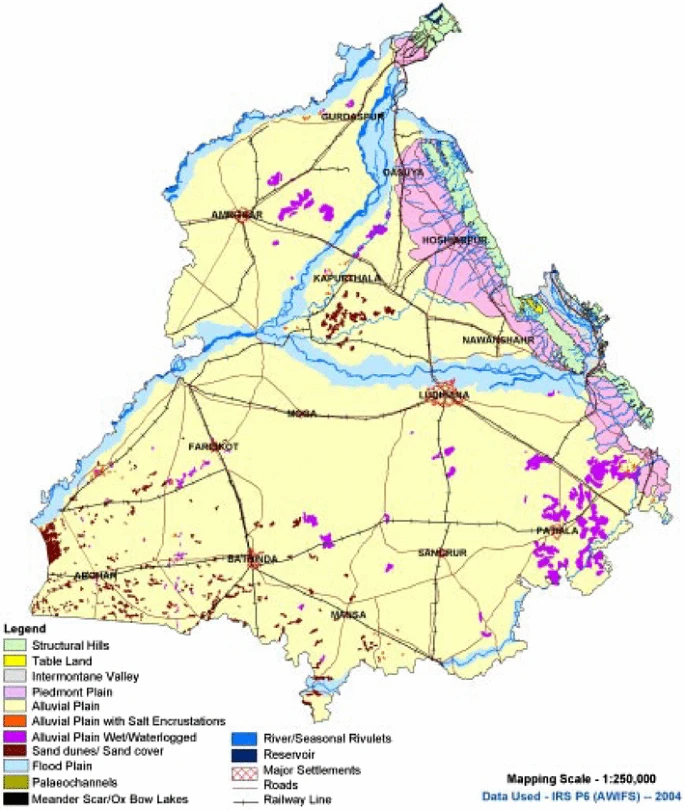 GURDASPUR
DASUYA
AMRITSAR
HOSHIARPUR
KAPURTHALA
NAWANSHAHR
LUDHIANA
MOGA
FARIDKOT
PATIALA
SANGRUR
BATHINDA
ABOHAR
MANSA
Legend
Structural Hills
Table Land
Intermontane Valley
Piedmont Plain
Alluvial Plain
Alluvial Plain with Salt Encrustations
Alluvial Plain Wet/Waterlogged
Sand dunes/ Sand cover
Flood Plain
Palaeochannels
Meander Scar/Ox Bow Lakes
River/Seasonal Rivulets
Reservoir
Major Settlements
Roads
Railway Line
Mapping Scale - 1:250,000
Data Used - IRS P6 (AWIFS) -- 2004